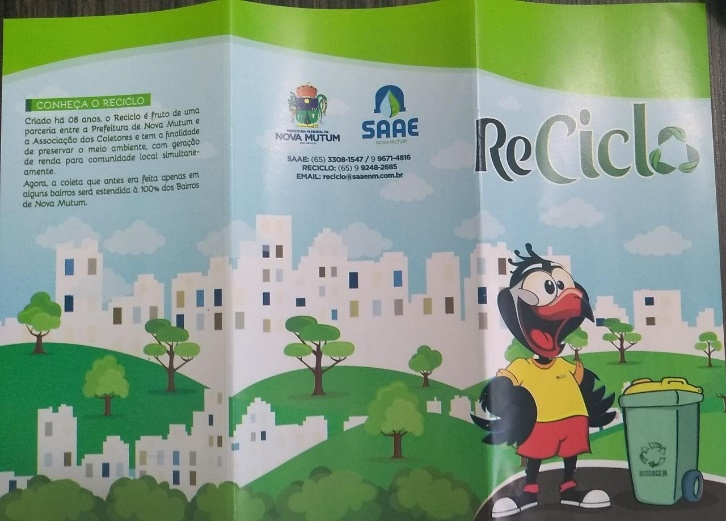 CONHEÇA O RECICLO
Criado há 08 anos, o Reciclo é fruto de uma
parceria entre a Prefeitura de Nova Mutum e
a Associação dos Coletores e tem a finalidade
de preservar o meio ambiente, com geração
de renda para comunidade local simultane-
amente.
Agora, a coleta que antes era feita apenas em
alguns bairros será estendida à 100% dos Bairros
de Nova Mutum.
PREFEITURA MUNICIPAL DE
NOVA MUTUM
SAAE
NOVA MUTUM
SAAE: (65) 3308-1547 / 9 9671-4816
RECICLO: (65) 9 9248-2685
EMAIL: reciclo@saaenm.com.br
ReCiclo
RECICLAGEM